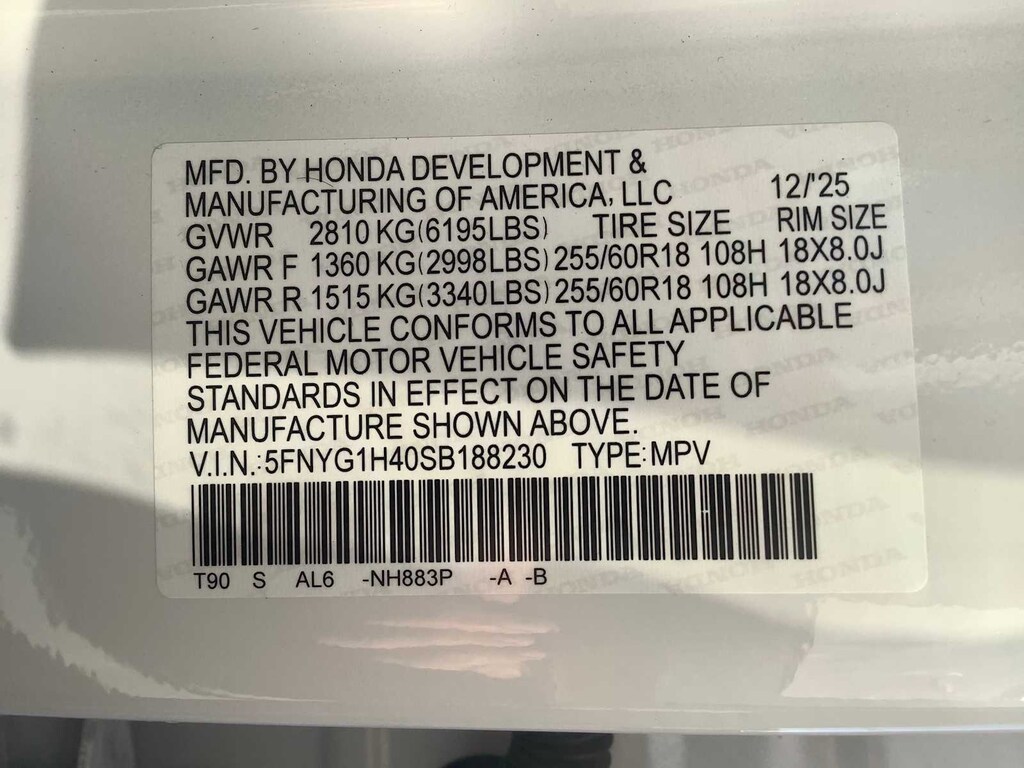 MFD. BY HONDA DEVELOPMENT &
MANUFACTURING OF AMERICA, LLC 12/'25
GVWR 2810 KG(6195LBS) TIRE SIZE RIM SIZE
GAWR F 1360 KG(2998LBS) 255/60R18 108H 18X8.0J
GAWR R 1515 KG(3340LBS) 255/60R18 108H 18X8.0J
THIS VEHICLE CONFORMS TO ALL APPLICABLE
FEDERAL MOTOR VEHICLE SAFETY
STANDARDS IN EFFECT ON THE DATE OF
MANUFACTURE SHOWN ABOVE.
V.I.N.:5FNYG1H40SB188230 TYPE:MPV
T90 S AL6 -NH883P -A -B